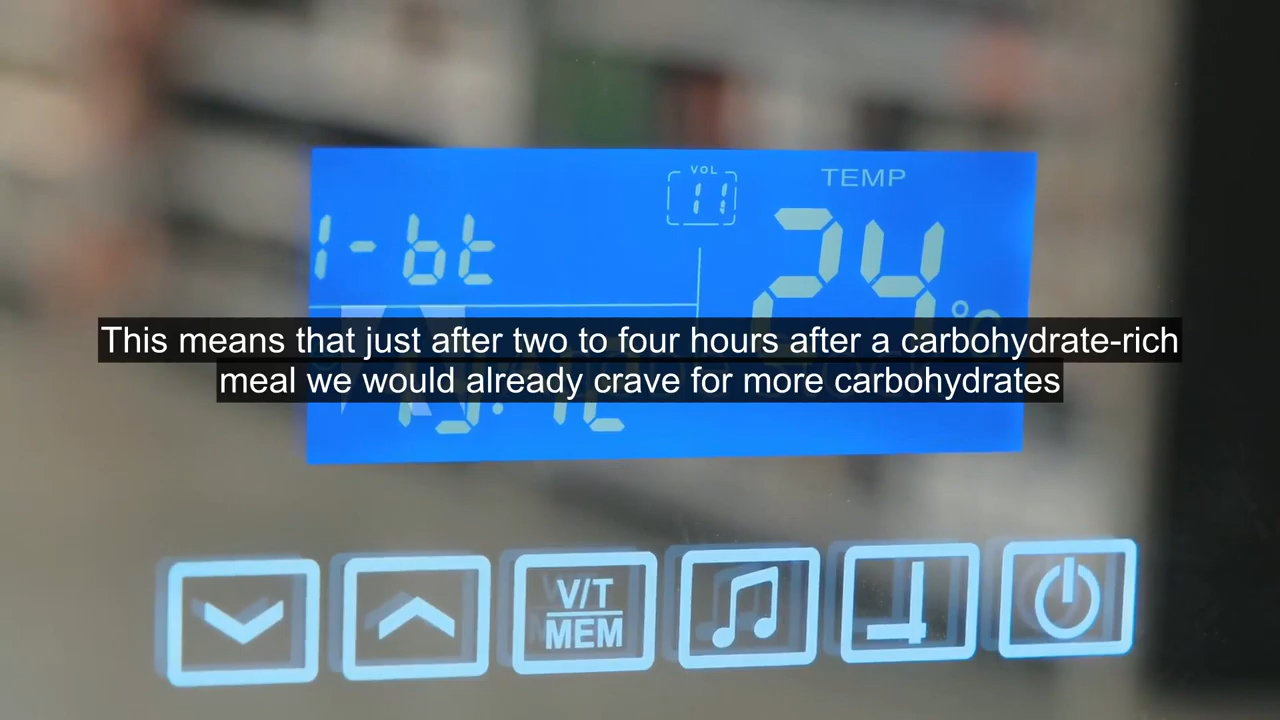 VOL
11
TEMP
1-bt
24
This means that just after two to four hours after a carbohydrate-rich
meal we would already crave for more carbohydrates
V/T
MEM